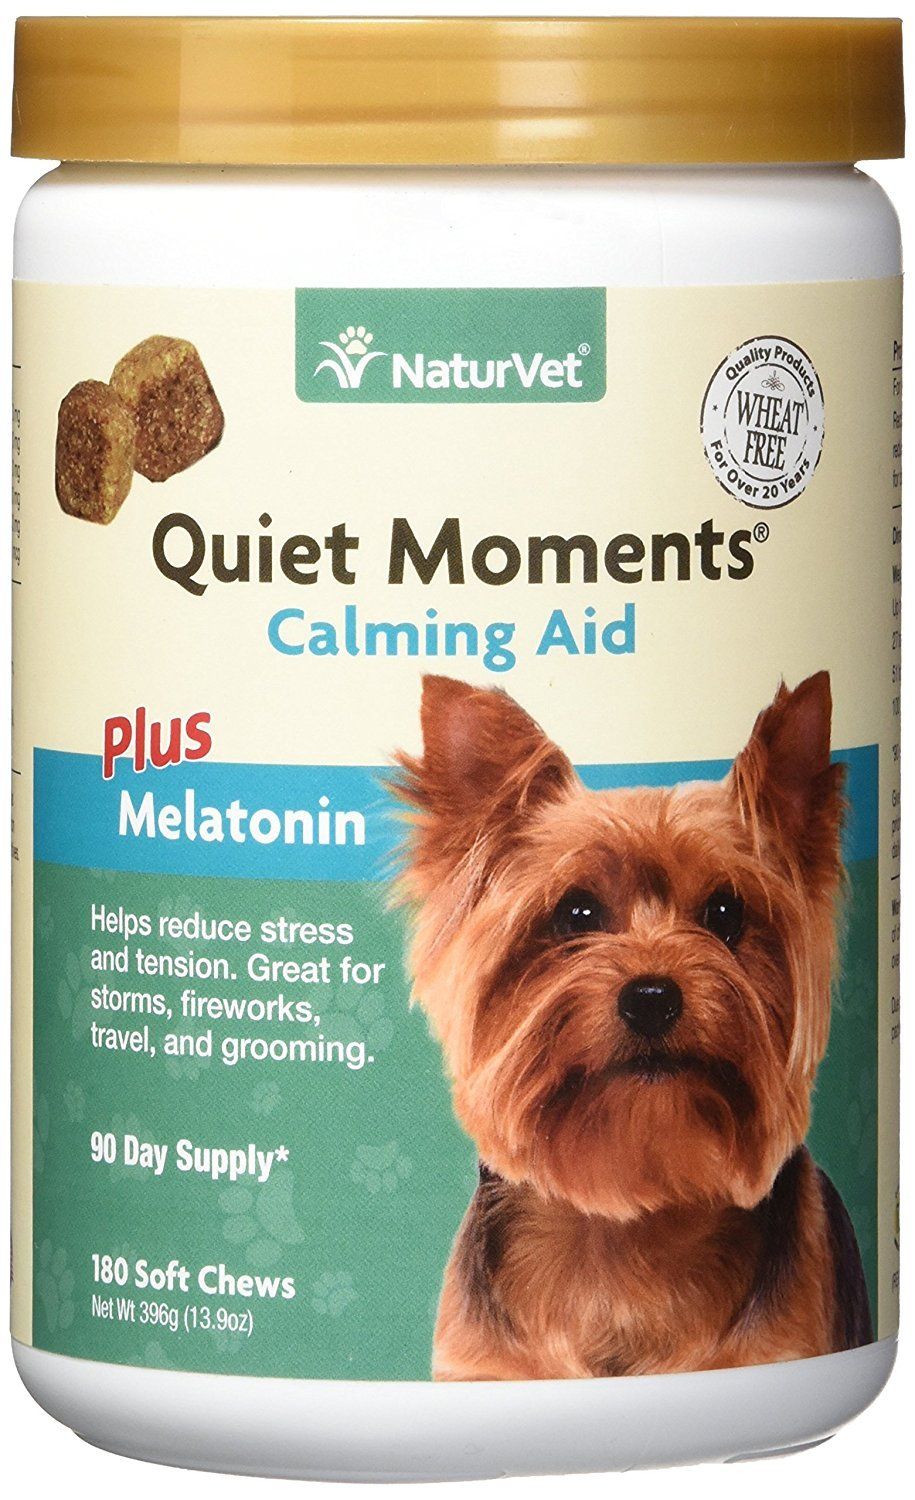 NaturVet®
Quality Products
WHEAT
FREE
For Over 20 Years
Quiet Moments®
Calming Aid
Plus
Melatonin
Helps reduce stress
and tension. Great for
storms, fireworks,
travel, and grooming.
90 Day Supply*
180 Soft Chews
Net Wt 396g (13.9oz)